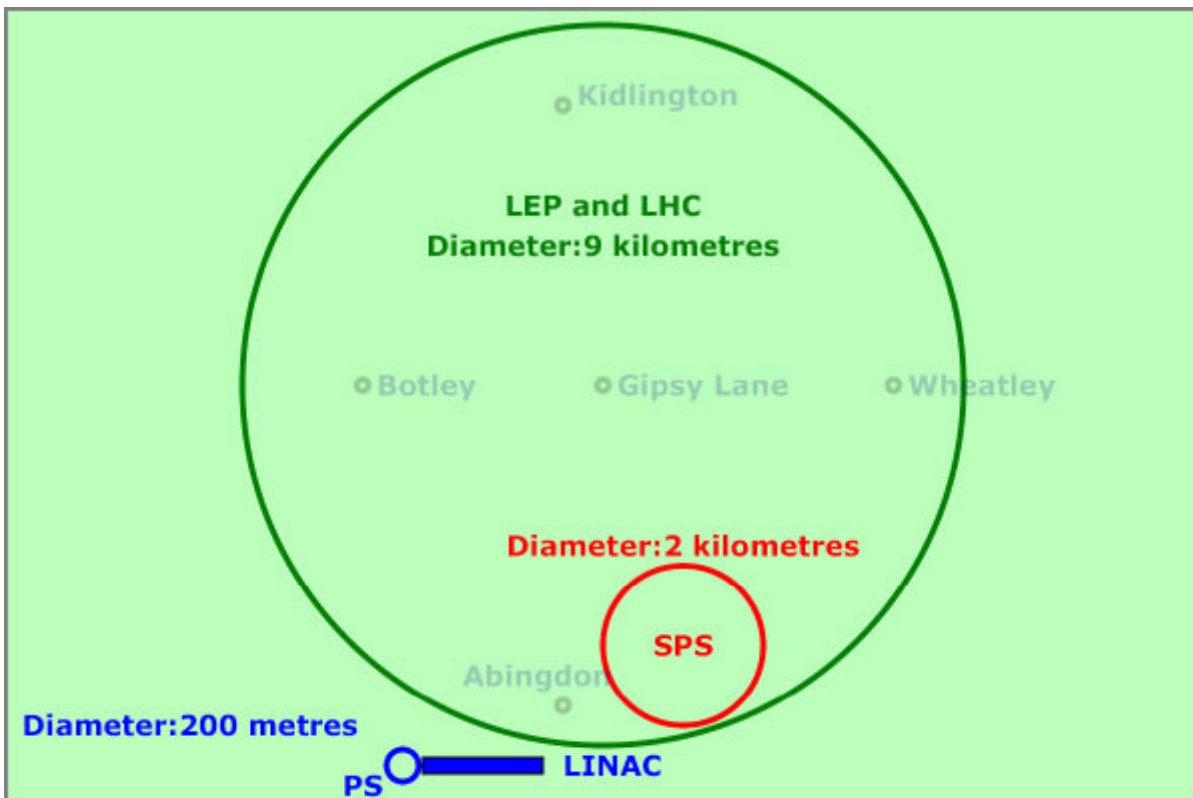 Kidlington
LEP and LHC
Diameter:9 kilometres
Botley
Gipsy Lane
Wheatley
Diameter:2 kilometres
SPS
Abingdon
Diameter:200 metres
PS
LINAC